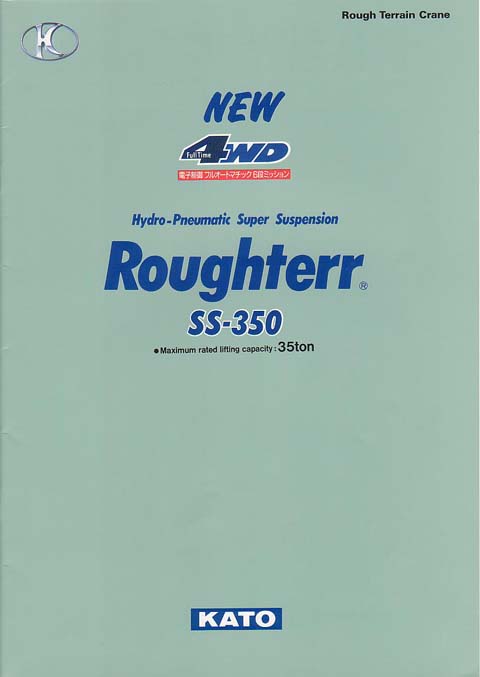 Rough Terrain Crane
NEW
4WD
Full Time
電子制御 フルオートマチック 6段ミッション
Hydro-Pneumatic Super Suspension
Roughterr®
SS-350
● Maximum rated lifting capacity: 35ton
KATO